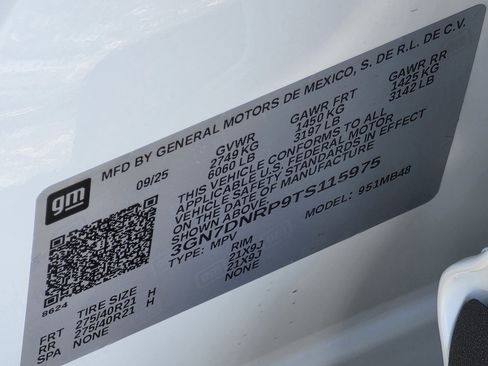 gm
MFD BY GENERAL MOTORS DE MEXICO, S. DE R.L. DE C.V.
09/25
GVWR
2749 KG
6060 LB
GAWR FRT
1450 KG
3197 LB
GAWR RR
1425 KG
3142 LB
THIS VEHICLE CONFORMS TO ALL
APPLICABLE U.S. FEDERAL MOTOR
VEHICLE SAFETY STANDARDS IN EFFECT
ON THE DATE OF MANUFACTURE
SHOWN ABOVE.
3GN7DNRP9TS115975
TYPE: MPV
MODEL: 951MB48
8624
TIRE SIZE
RIM
FRT 275/40R21 H 21X9J
RR 275/40R21 H 21X9J
SPA NONE NONE